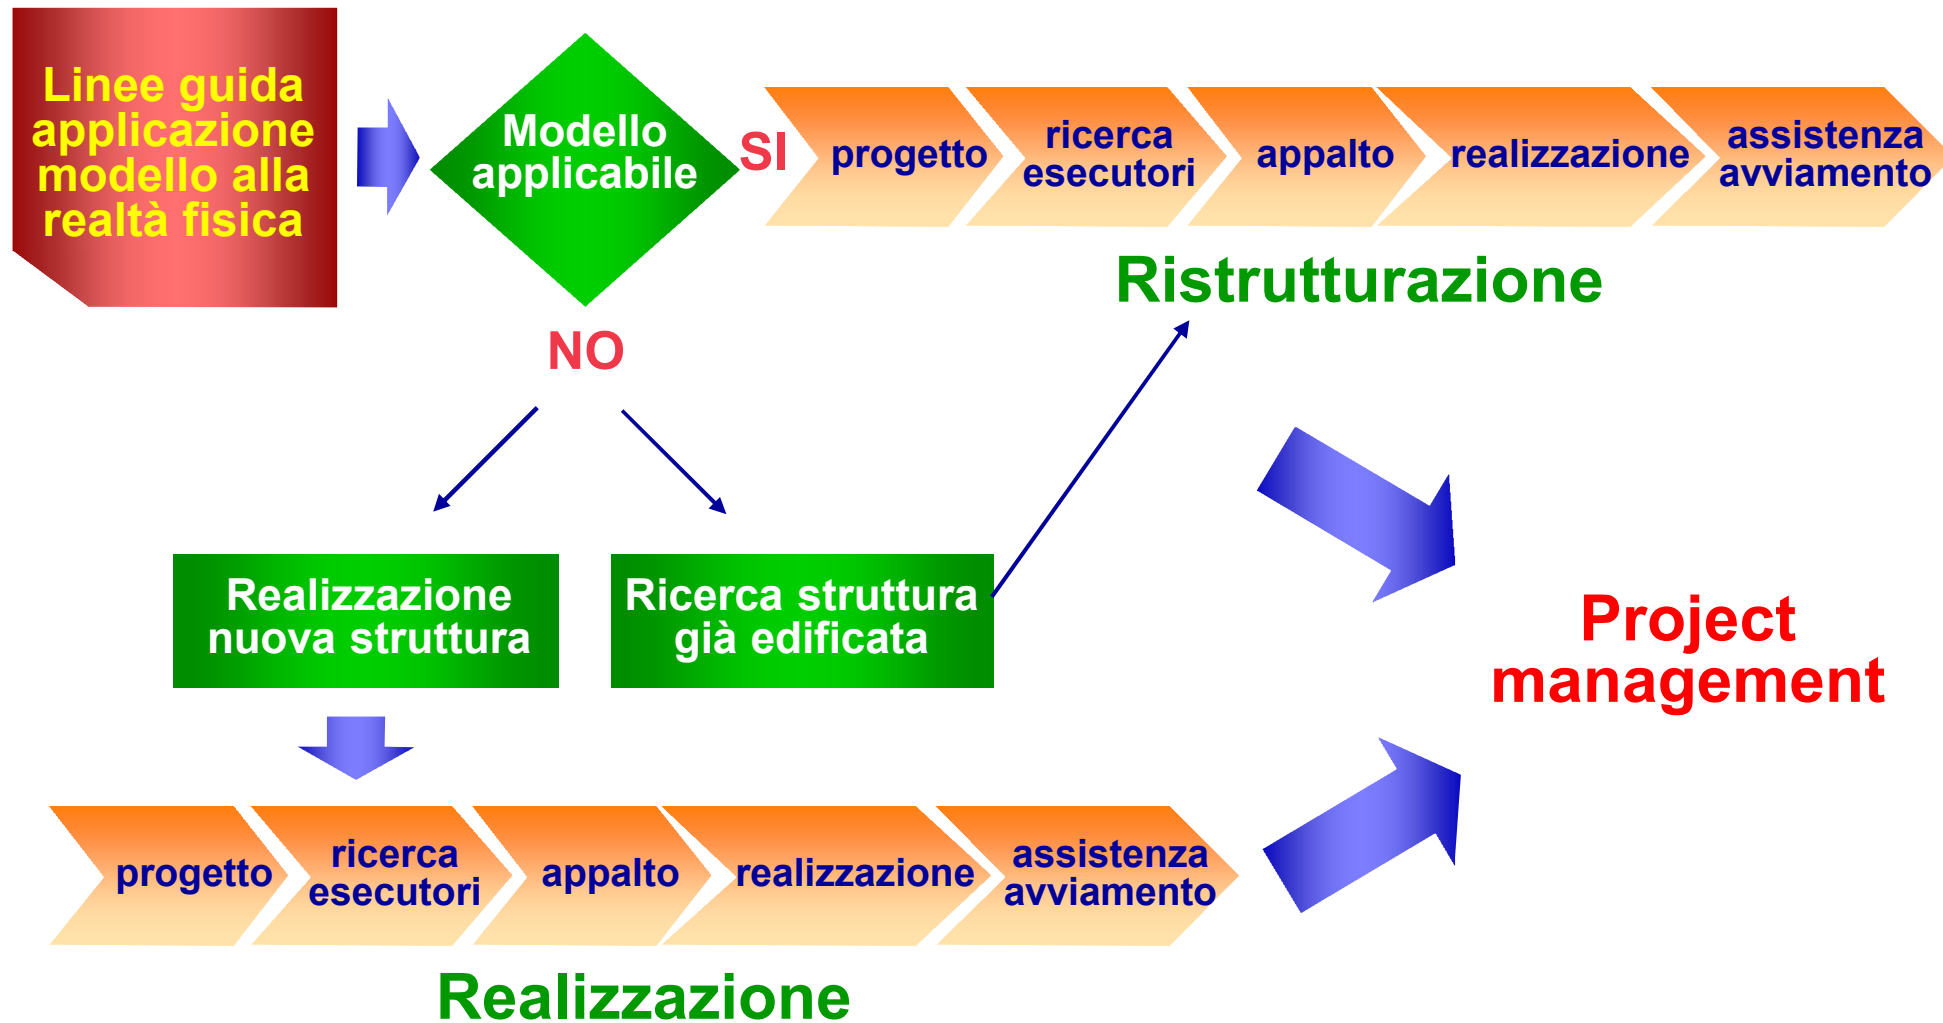 Linee guida
applicazione
modello alla
realtà fisica
Modello
applicabile
SI
progetto
ricerca
esecutori
appalto
realizzazione
assistenza
avviamento
Ristrutturazione
NO
Realizzazione
nuova struttura
Ricerca struttura
già edificata
Project
management
progetto
ricerca
esecutori
appalto
realizzazione
assistenza
avviamento
Realizzazione